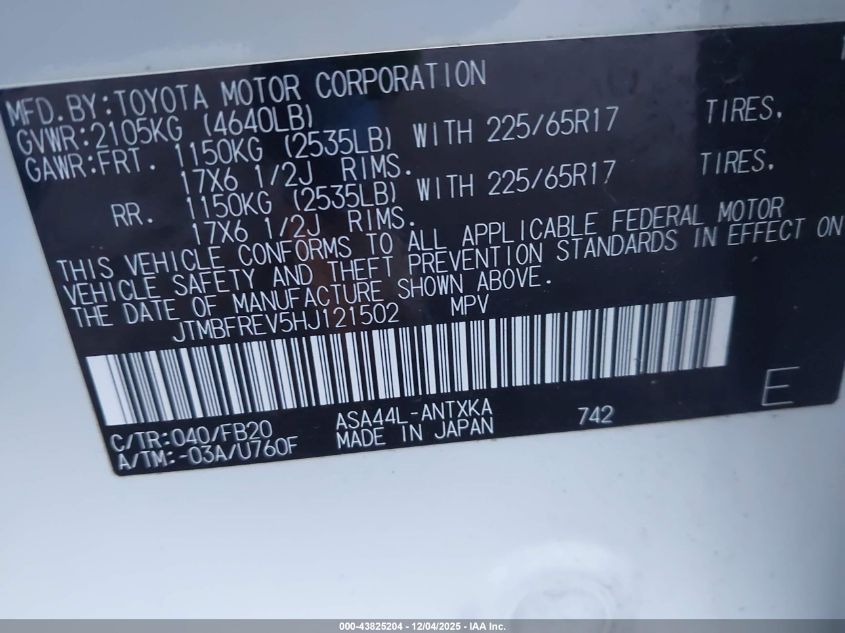 MFD.BY:TOYOTA MOTOR CORPORATION
GVWR:2105KG (4640LB)
GAWR:FRT. 1150KG (2535LB) WITH 225/65R17 TIRES.
17X6 1/2J RIMS.
RR. 1150KG (2535LB) WITH 225/65R17 TIRES.
17X6 1/2J RIMS.
THIS VEHICLE CONFORMS TO ALL APPLICABLE FEDERAL MOTOR
VEHICLE SAFETY AND THEFT PREVENTION STANDARDS IN EFFECT ON
THE DATE OF MANUFACTURE SHOWN ABOVE.
JTMBFREV5HJ121502 MPV
C/TR:040/FB20 ASA44L-ANTXKA 742 E
A/TM:-03A/U760F MADE IN JAPAN
000-43825204 - 12/04/2025 - IAA Inc.